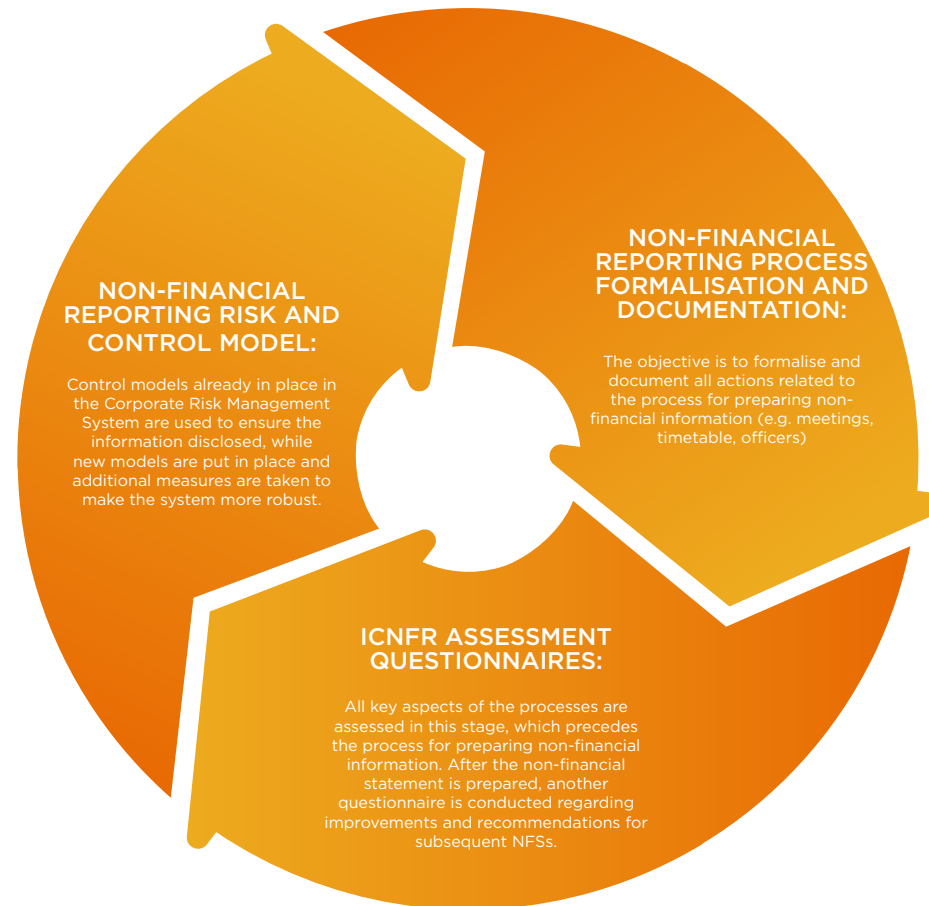 NON-FINANCIAL
REPORTING RISK AND
CONTROL MODEL:
Control models already in place in
the Corporate Risk Management
System are used to ensure the
information disclosed, while
new models are put in place and
additional measures are taken to
make the system more robust.
NON-FINANCIAL
REPORTING PROCESS
FORMALISATION AND
DOCUMENTATION:
The objective is to formalise and
document all actions related to
the process for preparing non-
financial information (e.g. meetings,
timetable, officers)
ICNFR ASSESSMENT
QUESTIONNAIRES:
All key aspects of the processes are
assessed in this stage, which precedes
the process for preparing non-financial
information. After the non-financial
statement is prepared, another
questionnaire is conducted regarding
improvements and recommendations for
subsequent NFSs.